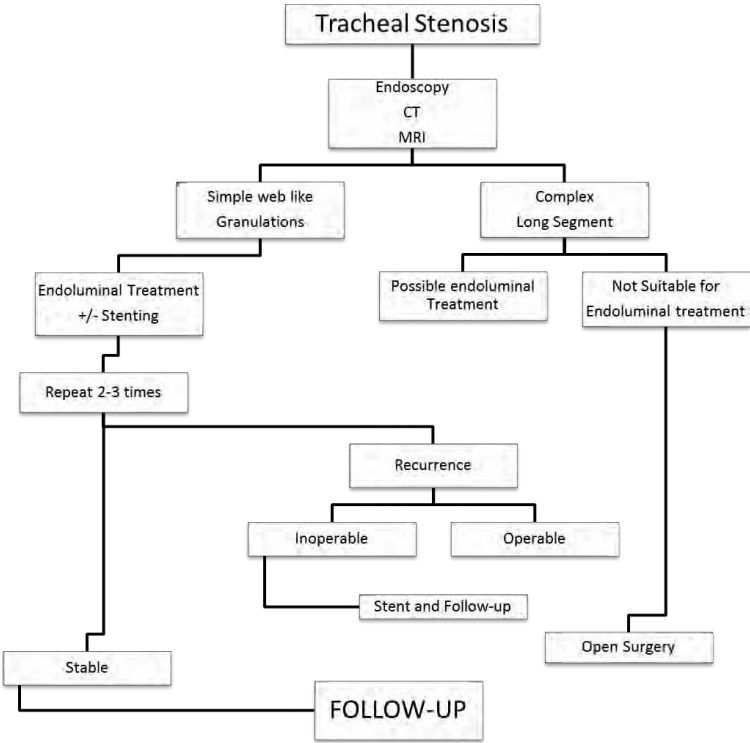 Tracheal Stenosis
Endoscopy
CT
MRI
Simple web like
Granulations
Complex
Long Segment
Endoluminal Treatment
+/- Stenting
Possible endoluminal
Treatment
Not Suitable for
Endoluminal treatment
Repeat 2-3 times
Recurrence
Inoperable
Operable
Stent and Follow-up
Open Surgery
Stable
FOLLOW-UP